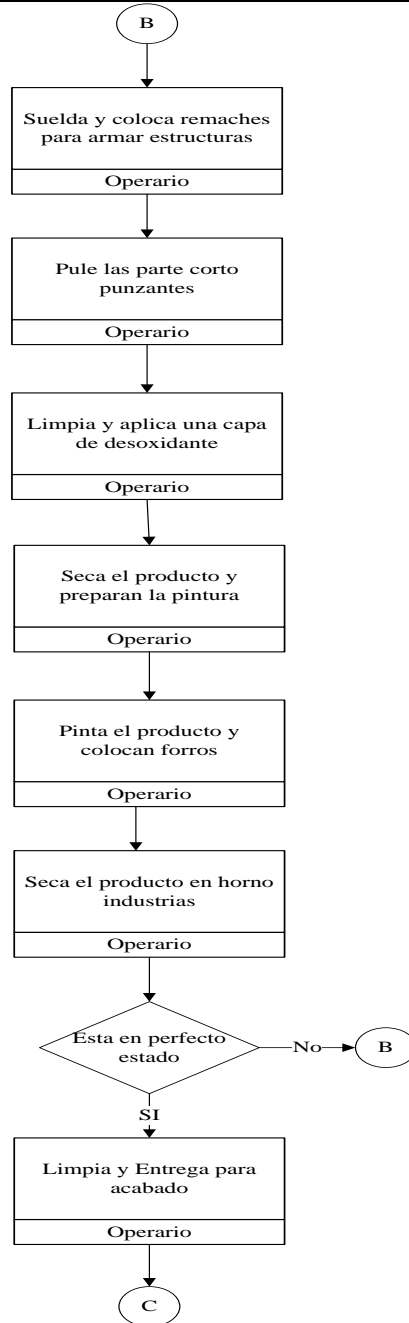 B
Suelda y coloca remaches
para armar estructuras
Operario
Pule las parte corto
punzantes
Operario
Limpia y aplica una capa
de desoxidante
Operario
Seca el producto y
preparan la pintura
Operario
Pinta el producto y
colocan forros
Operario
Seca el producto en horno
industrias
Operario
Esta en perfecto
estado
No
B
SI
Limpia y Entrega para
acabado
Operario
C